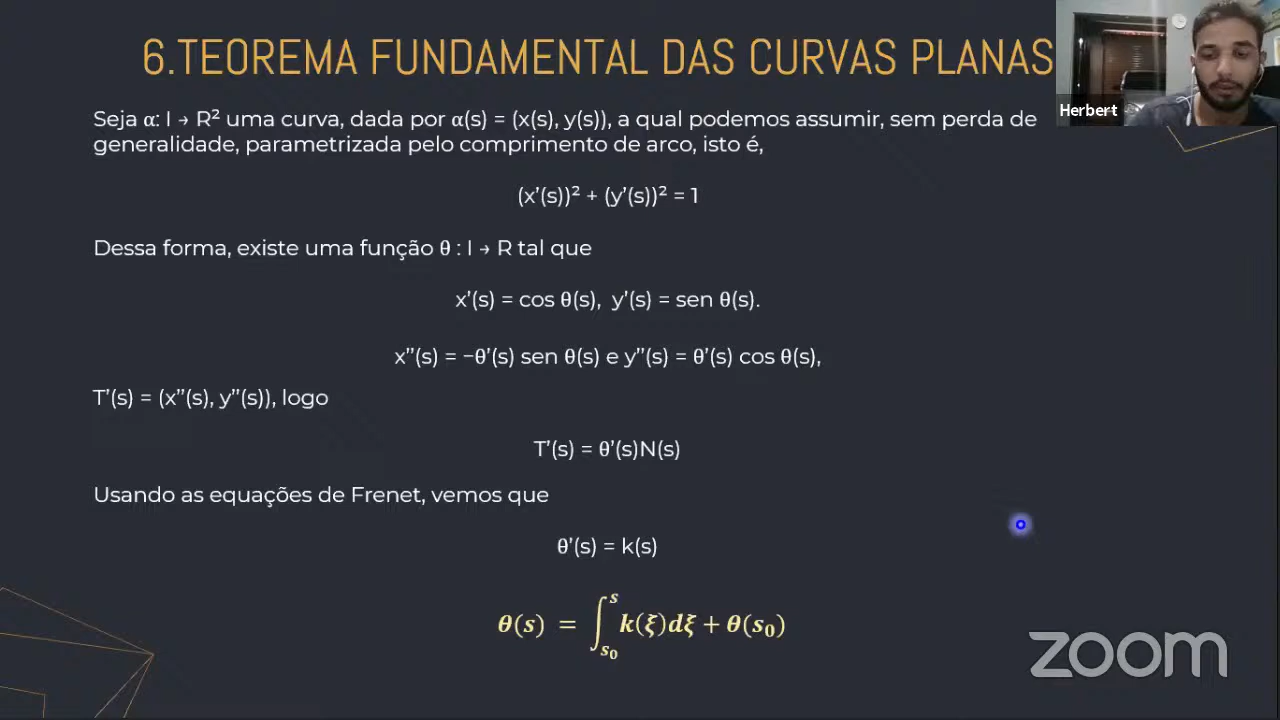 6.TEOREMA FUNDAMENTAL DAS CURVAS PLANAS
Herbert
Seja α: I → R² uma curva, dada por α(s) = (x(s), y(s)), a qual podemos assumir, sem perda de
generalidade, parametrizada pelo comprimento de arco, isto é,
(x’(s))² + (y’(s))² = 1
Dessa forma, existe uma função θ : I → R tal que
x’(s) = cos θ(s), y’(s) = sen θ(s).
x’’(s) = −θ’(s) sen θ(s) e y’’(s) = θ’(s) cos θ(s),
T’(s) = (x’’(s), y’’(s)), logo
T’(s) = θ’(s)N(s)
Usando as equações de Frenet, vemos que
θ’(s) = k(s)
θ(s) = ∫_{s₀}^{s} k(ξ)dξ + θ(s₀)
zoom